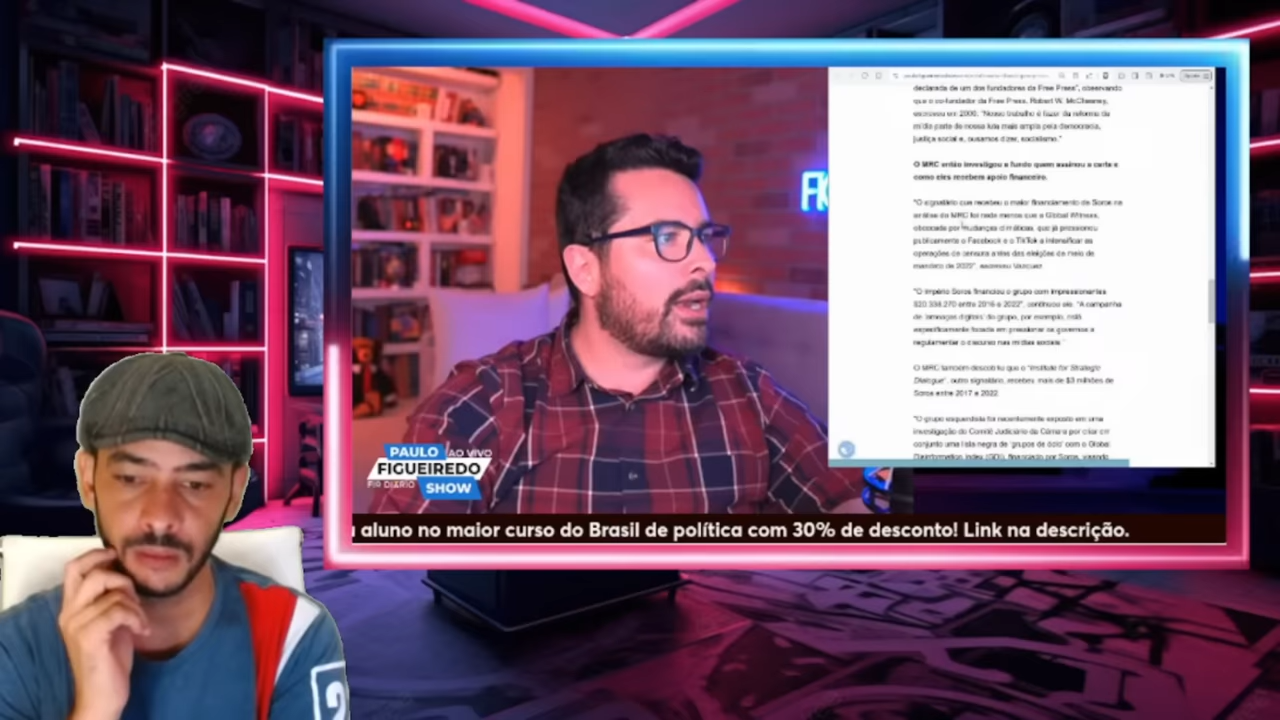 declarada de um dos fundadores da Free Press", observando
que o co-fundador da Free Press, Robert W. McChesney,
escreveu em 2000: "Nosso trabalho é fazer da reforma da
mídia parte de nossa luta mais ampla pela democracia,
justiça social e, ousamos dizer, socialismo."
O MRC então investigou a fundo quem assinou a carta e
como eles recebem apoio financeiro.
"O signatário que recebeu o maior financiamento de Soros na
análise da MRC foi nada menos que a Global Witness,
obcecada por mudanças climáticas, que já pressionou
publicamente o Facebook e o TikTok a intensificar as
operações de censura antes das eleições de meio de
mandato de 2022", escreveu Vazquez
"O império Soros financiou o grupo com impressionantes
entre 2016 e 2022", continuou ele. "A campanha
de 'ameaças digitais' do grupo, por exemplo, está
especificamente focada em pressionar os governos a
regulamentar o discurso nas mídias sociais."
O MRC também descobriu que o "Institute for Strategic
Dialogue", outro signatário, recebeu mais de $3 milhões de
Soros entre 2017 e 2022
"O grupo esquerdista foi recentemente exposto em uma
investigação do Comitê Judiciário da Câmara por criar em
conjunto uma lista negra de 'grupos de ódio' com o Global
Disinformation Index (GDI), financiado por Soros, visando
PAULO AO VIVO
FIGUEIREDO
DIÁRIO SHOW
aluno no maior curso do Brasil de política com 30% de desconto! Link na descrição.
2